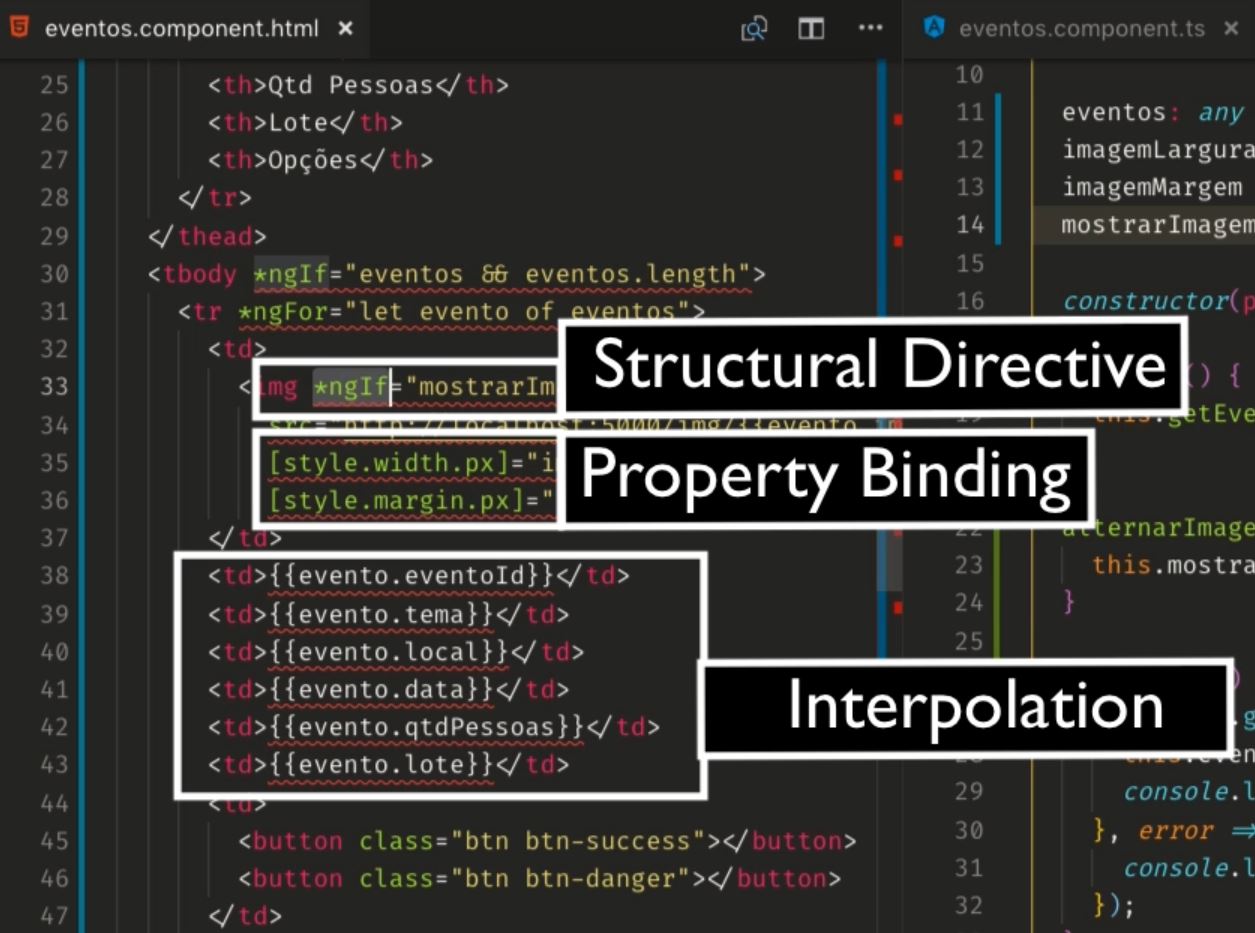 eventos.component.html
25 <th>Qtd Pessoas</th>
26 <th>Lote</th>
27 <th>Opções</th>
28 </tr>
29 </thead>
30 <tbody *ngIf="eventos && eventos.length">
31 <tr *ngFor="let evento of eventos">
32 <td>
33 <img *ngIf="mostrarIm
34 src="http://localhost:5000/img/{{evento.
35 [style.width.px]="i
36 [style.margin.px]="
37 </td>
38 <td>{{evento.eventoId}}</td>
39 <td>{{evento.tema}}</td>
40 <td>{{evento.local}}</td>
41 <td>{{evento.data}}</td>
42 <td>{{evento.qtdPessoas}}</td>
43 <td>{{evento.lote}}</td>
44 <td>
45 <button class="btn btn-success"></button>
46 <button class="btn btn-danger"></button>
47 </td>
Structural Directive
Property Binding
Interpolation
eventos.component.ts
10
11 eventos: any
12 imagemLargura
13 imagemMargem
14 mostrarImagem
15
16 constructor(p
() {
19 this.getEve
22 alternarImage
23 this.mostra
24 }
25
)
.g
28 this.even
29 console.l
30 }, error =>
31 console.l
32 });